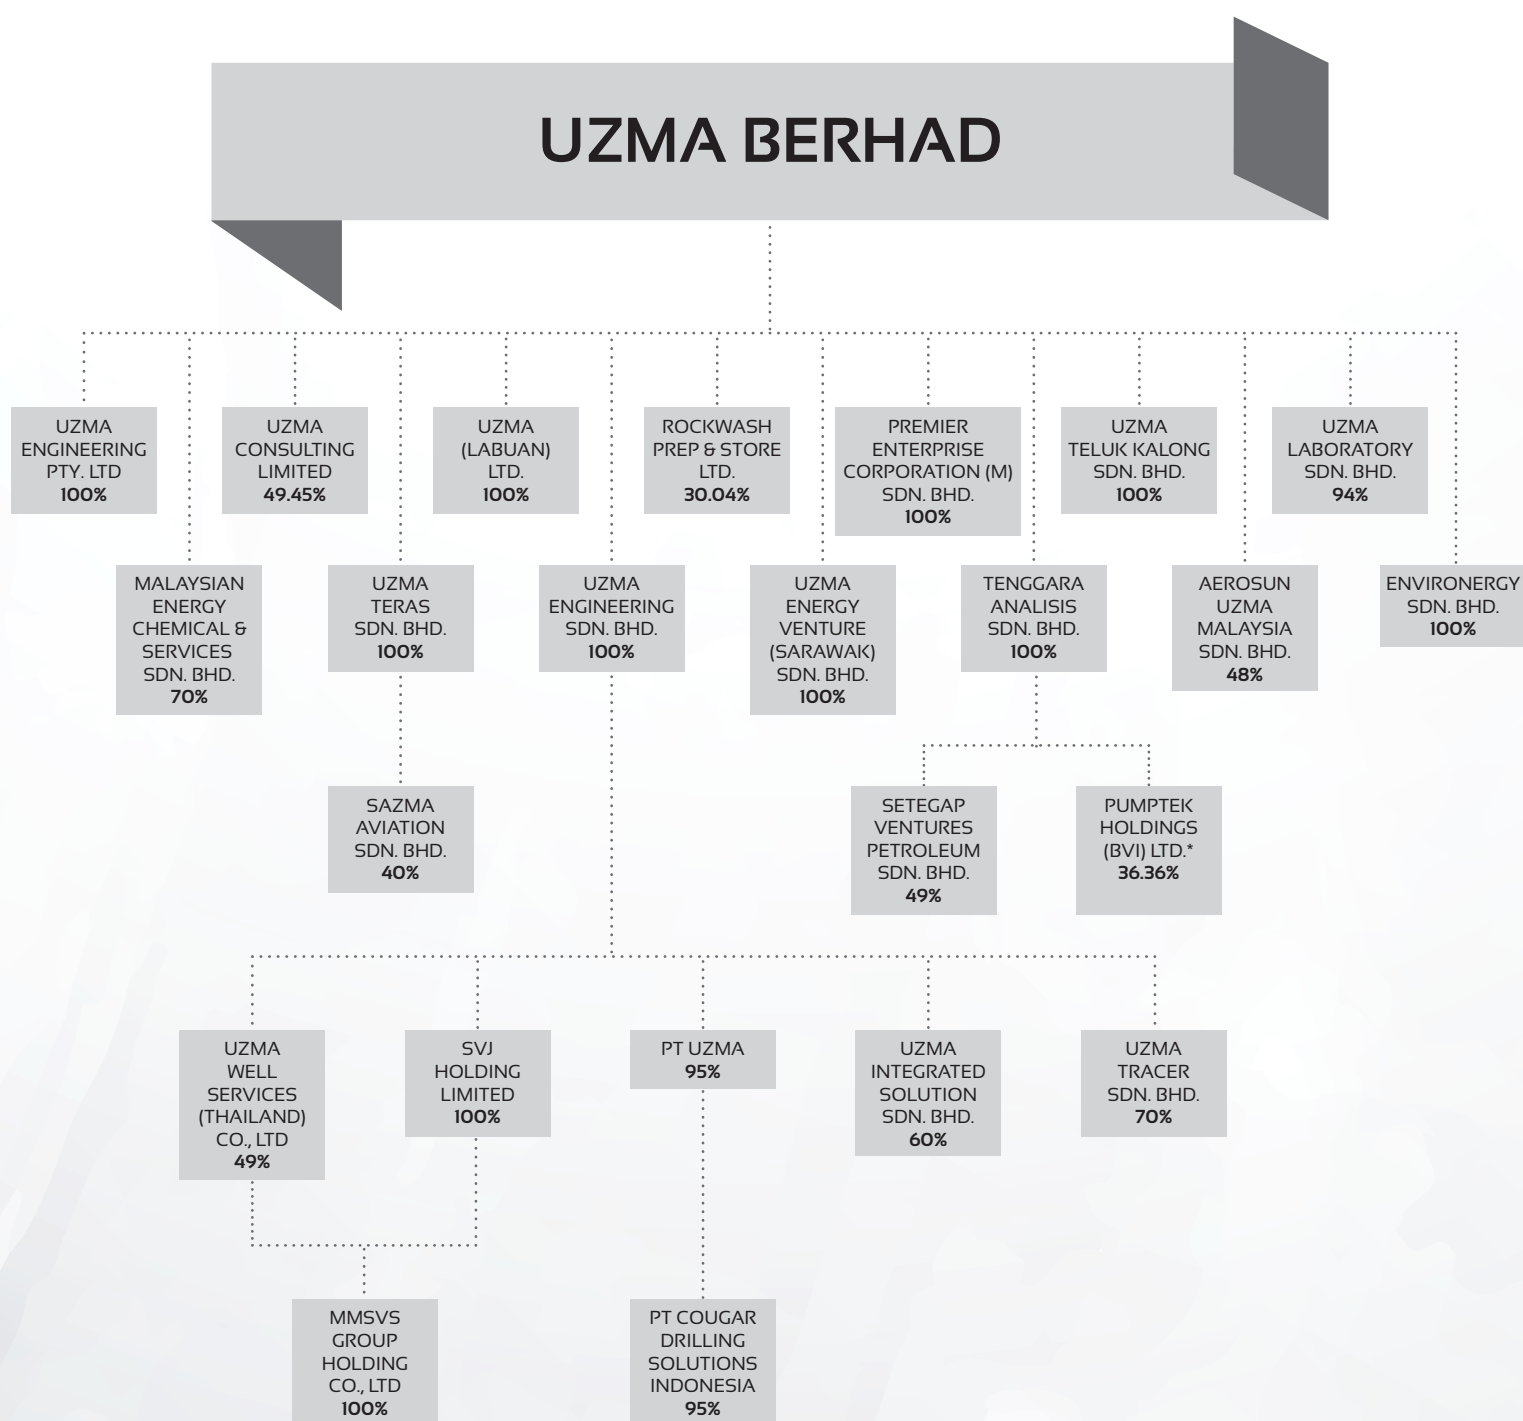 UZMA BERHAD
UZMA
ENGINEERING
PTY. LTD
100%
UZMA
CONSULTING
LIMITED
49.45%
UZMA
(LABUAN)
LTD.
100%
ROCKWASH
PREP & STORE
LTD.
30.04%
PREMIER
ENTERPRISE
CORPORATION (M)
SDN. BHD.
100%
UZMA
TELUK KALONG
SDN. BHD.
100%
UZMA
LABORATORY
SDN. BHD.
94%
MALAYSIAN
ENERGY
CHEMICAL &
SERVICES
SDN. BHD.
70%
UZMA
TERAS
SDN. BHD.
100%
UZMA
ENGINEERING
SDN. BHD.
100%
UZMA
ENERGY
VENTURE
(SARAWAK)
SDN. BHD.
100%
TENGGARA
ANALISIS
SDN. BHD.
100%
AEROSUN
UZMA
MALAYSIA
SDN. BHD.
48%
ENVIRONERGY
SDN. BHD.
100%
SAZMA
AVIATION
SDN. BHD.
40%
SETEGAP
VENTURES
PETROLEUM
SDN. BHD.
49%
PUMPTEK
HOLDINGS
(BVI) LTD.*
36.36%
UZMA
WELL
SERVICES
(THAILAND)
CO., LTD
49%
SVJ
HOLDING
LIMITED
100%
PT UZMA
95%
UZMA
INTEGRATED
SOLUTION
SDN. BHD.
60%
UZMA
TRACER
SDN. BHD.
70%
MMSVS
GROUP
HOLDING
CO., LTD
100%
PT COUGAR
DRILLING
SOLUTIONS
INDONESIA
95%